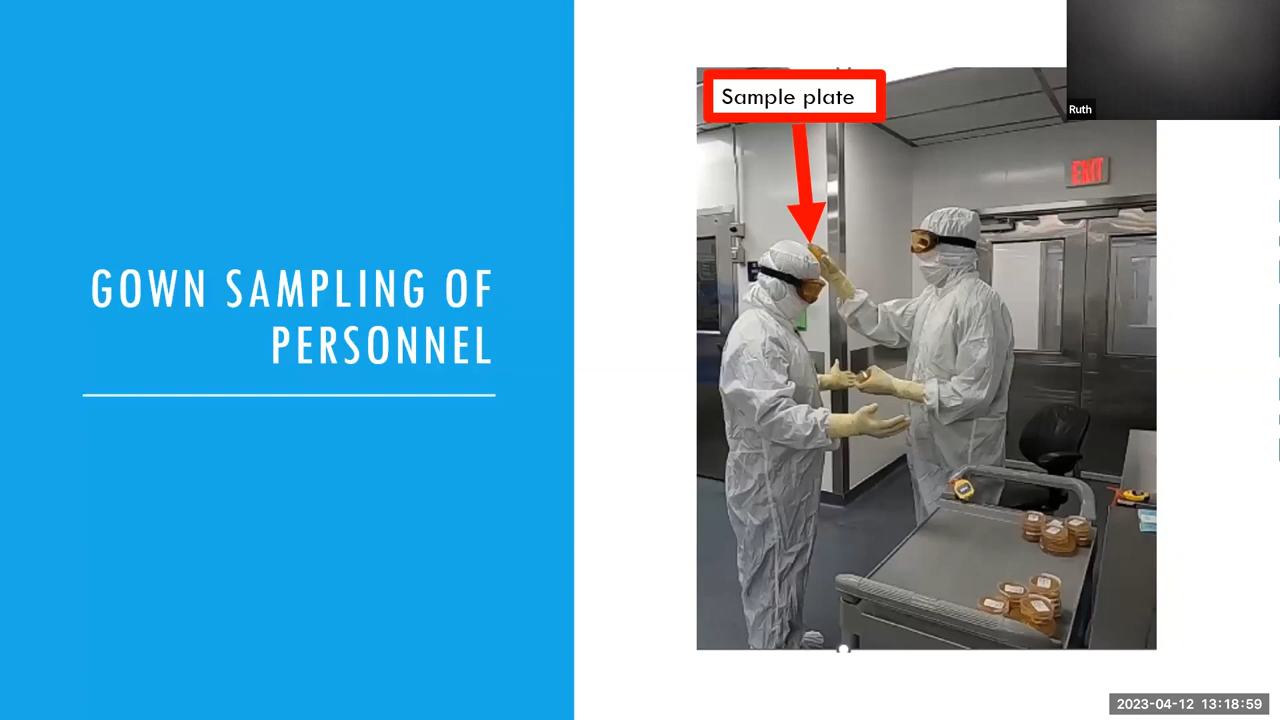 GOWN SAMPLING OF
PERSONNEL
Sample plate
EXIT
Ruth
2023-04-12 13:18:59